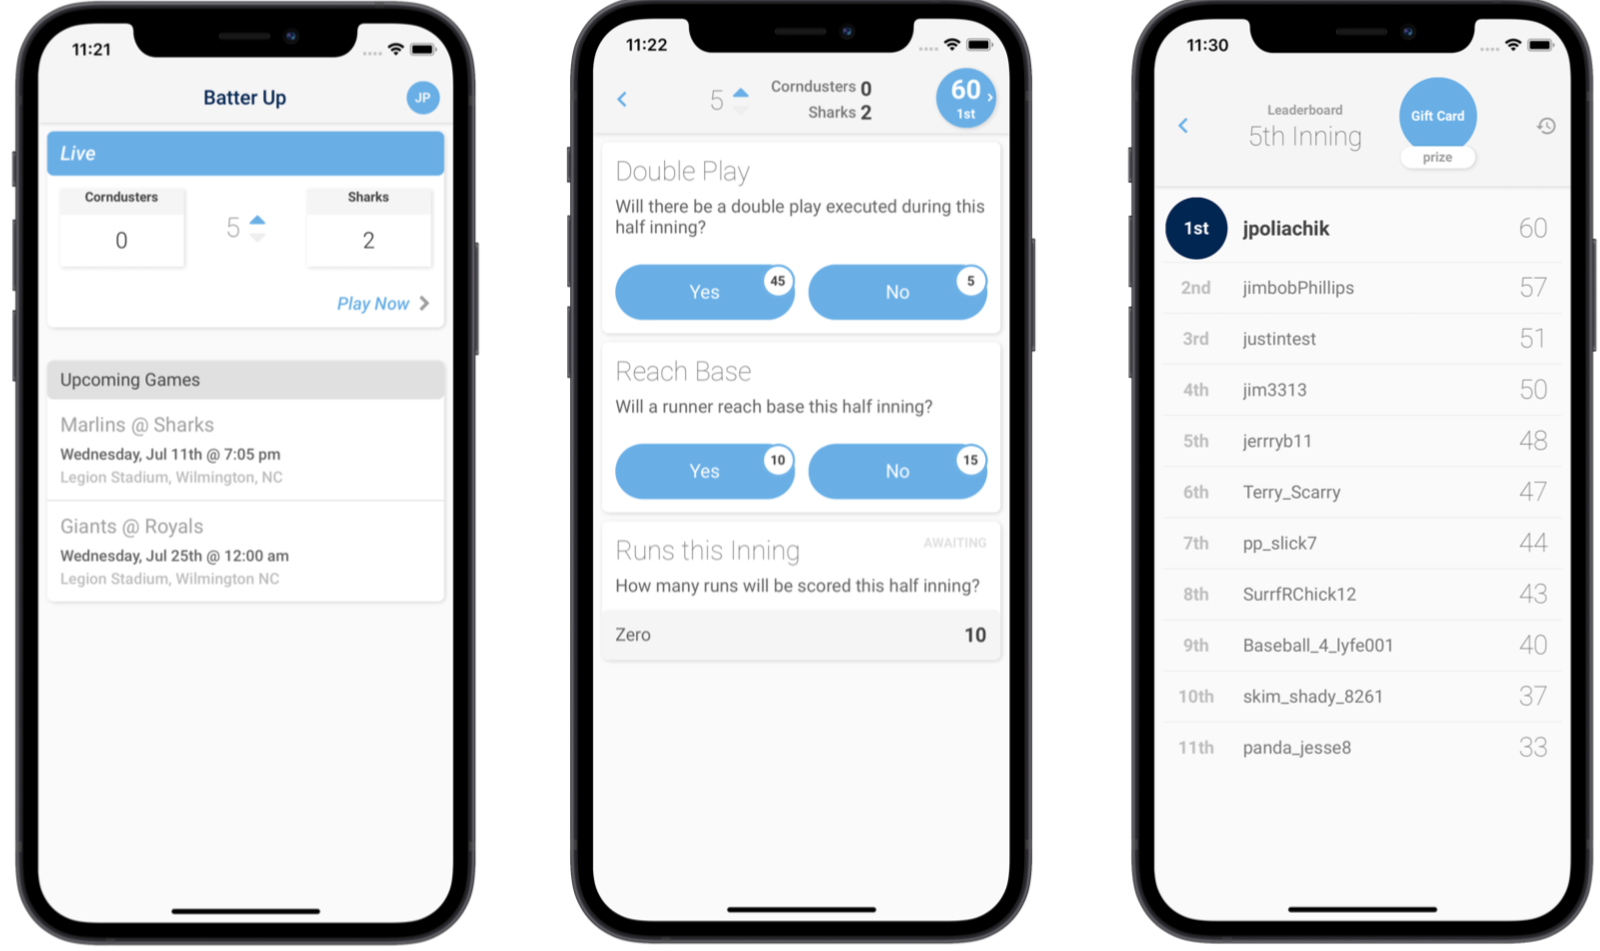 11:21
Batter Up
JP
Live
Corndusters
0
5
Sharks
2
Play Now
Upcoming Games
Marlins @ Sharks
Wednesday, Jul 11th @ 7:05 pm
Legion Stadium, Wilmington, NC
Giants @ Royals
Wednesday, Jul 25th @ 12:00 am
Legion Stadium, Wilmington NC
11:22
5
Corndusters 0
Sharks 2
60
1st
Double Play
Will there be a double play executed during this
half inning?
Yes 45
No 5
Reach Base
Will a runner reach base this half inning?
Yes 10
No 15
Runs this Inning
AWAITING
How many runs will be scored this half inning?
Zero 10
11:30
Leaderboard
5th Inning
Gift Card
prize
1st jpoliachik 60
2nd jimbobPhillips 57
3rd justintest 51
4th jim3313 50
5th jerrryb11 48
6th Terry_Scarry 47
7th pp_slick7 44
8th SurrfRChick12 43
9th Baseball_4_lyfe001 40
10th skim_shady_8261 37
11th panda_jesse8 33